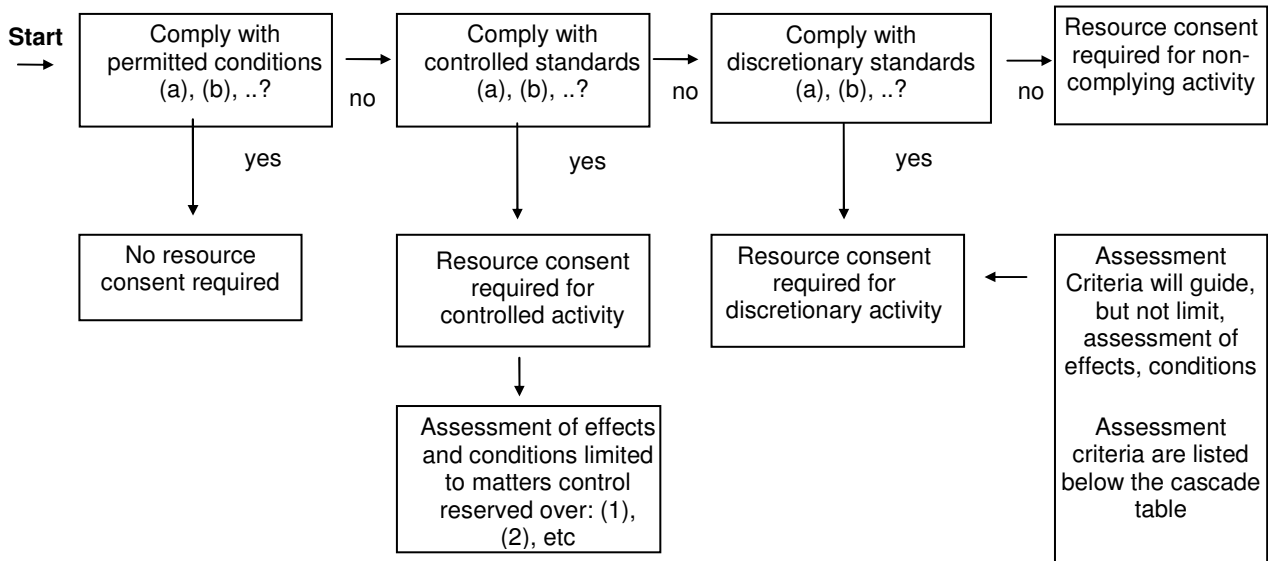 Start
Comply with
permitted conditions
(a), (b), ..?
no
Comply with
controlled standards
(a), (b), ..?
no
Comply with
discretionary standards
(a), (b), ..?
no
Resource consent
required for non-
complying activity
yes
yes
yes
No resource
consent required
Resource consent
required for
controlled activity
Resource consent
required for
discretionary activity
Assessment
Criteria will guide,
but not limit,
assessment of
effects, conditions
Assessment
criteria are listed
below the cascade
table
Assessment of effects
and conditions limited
to matters control
reserved over: (1),
(2), etc